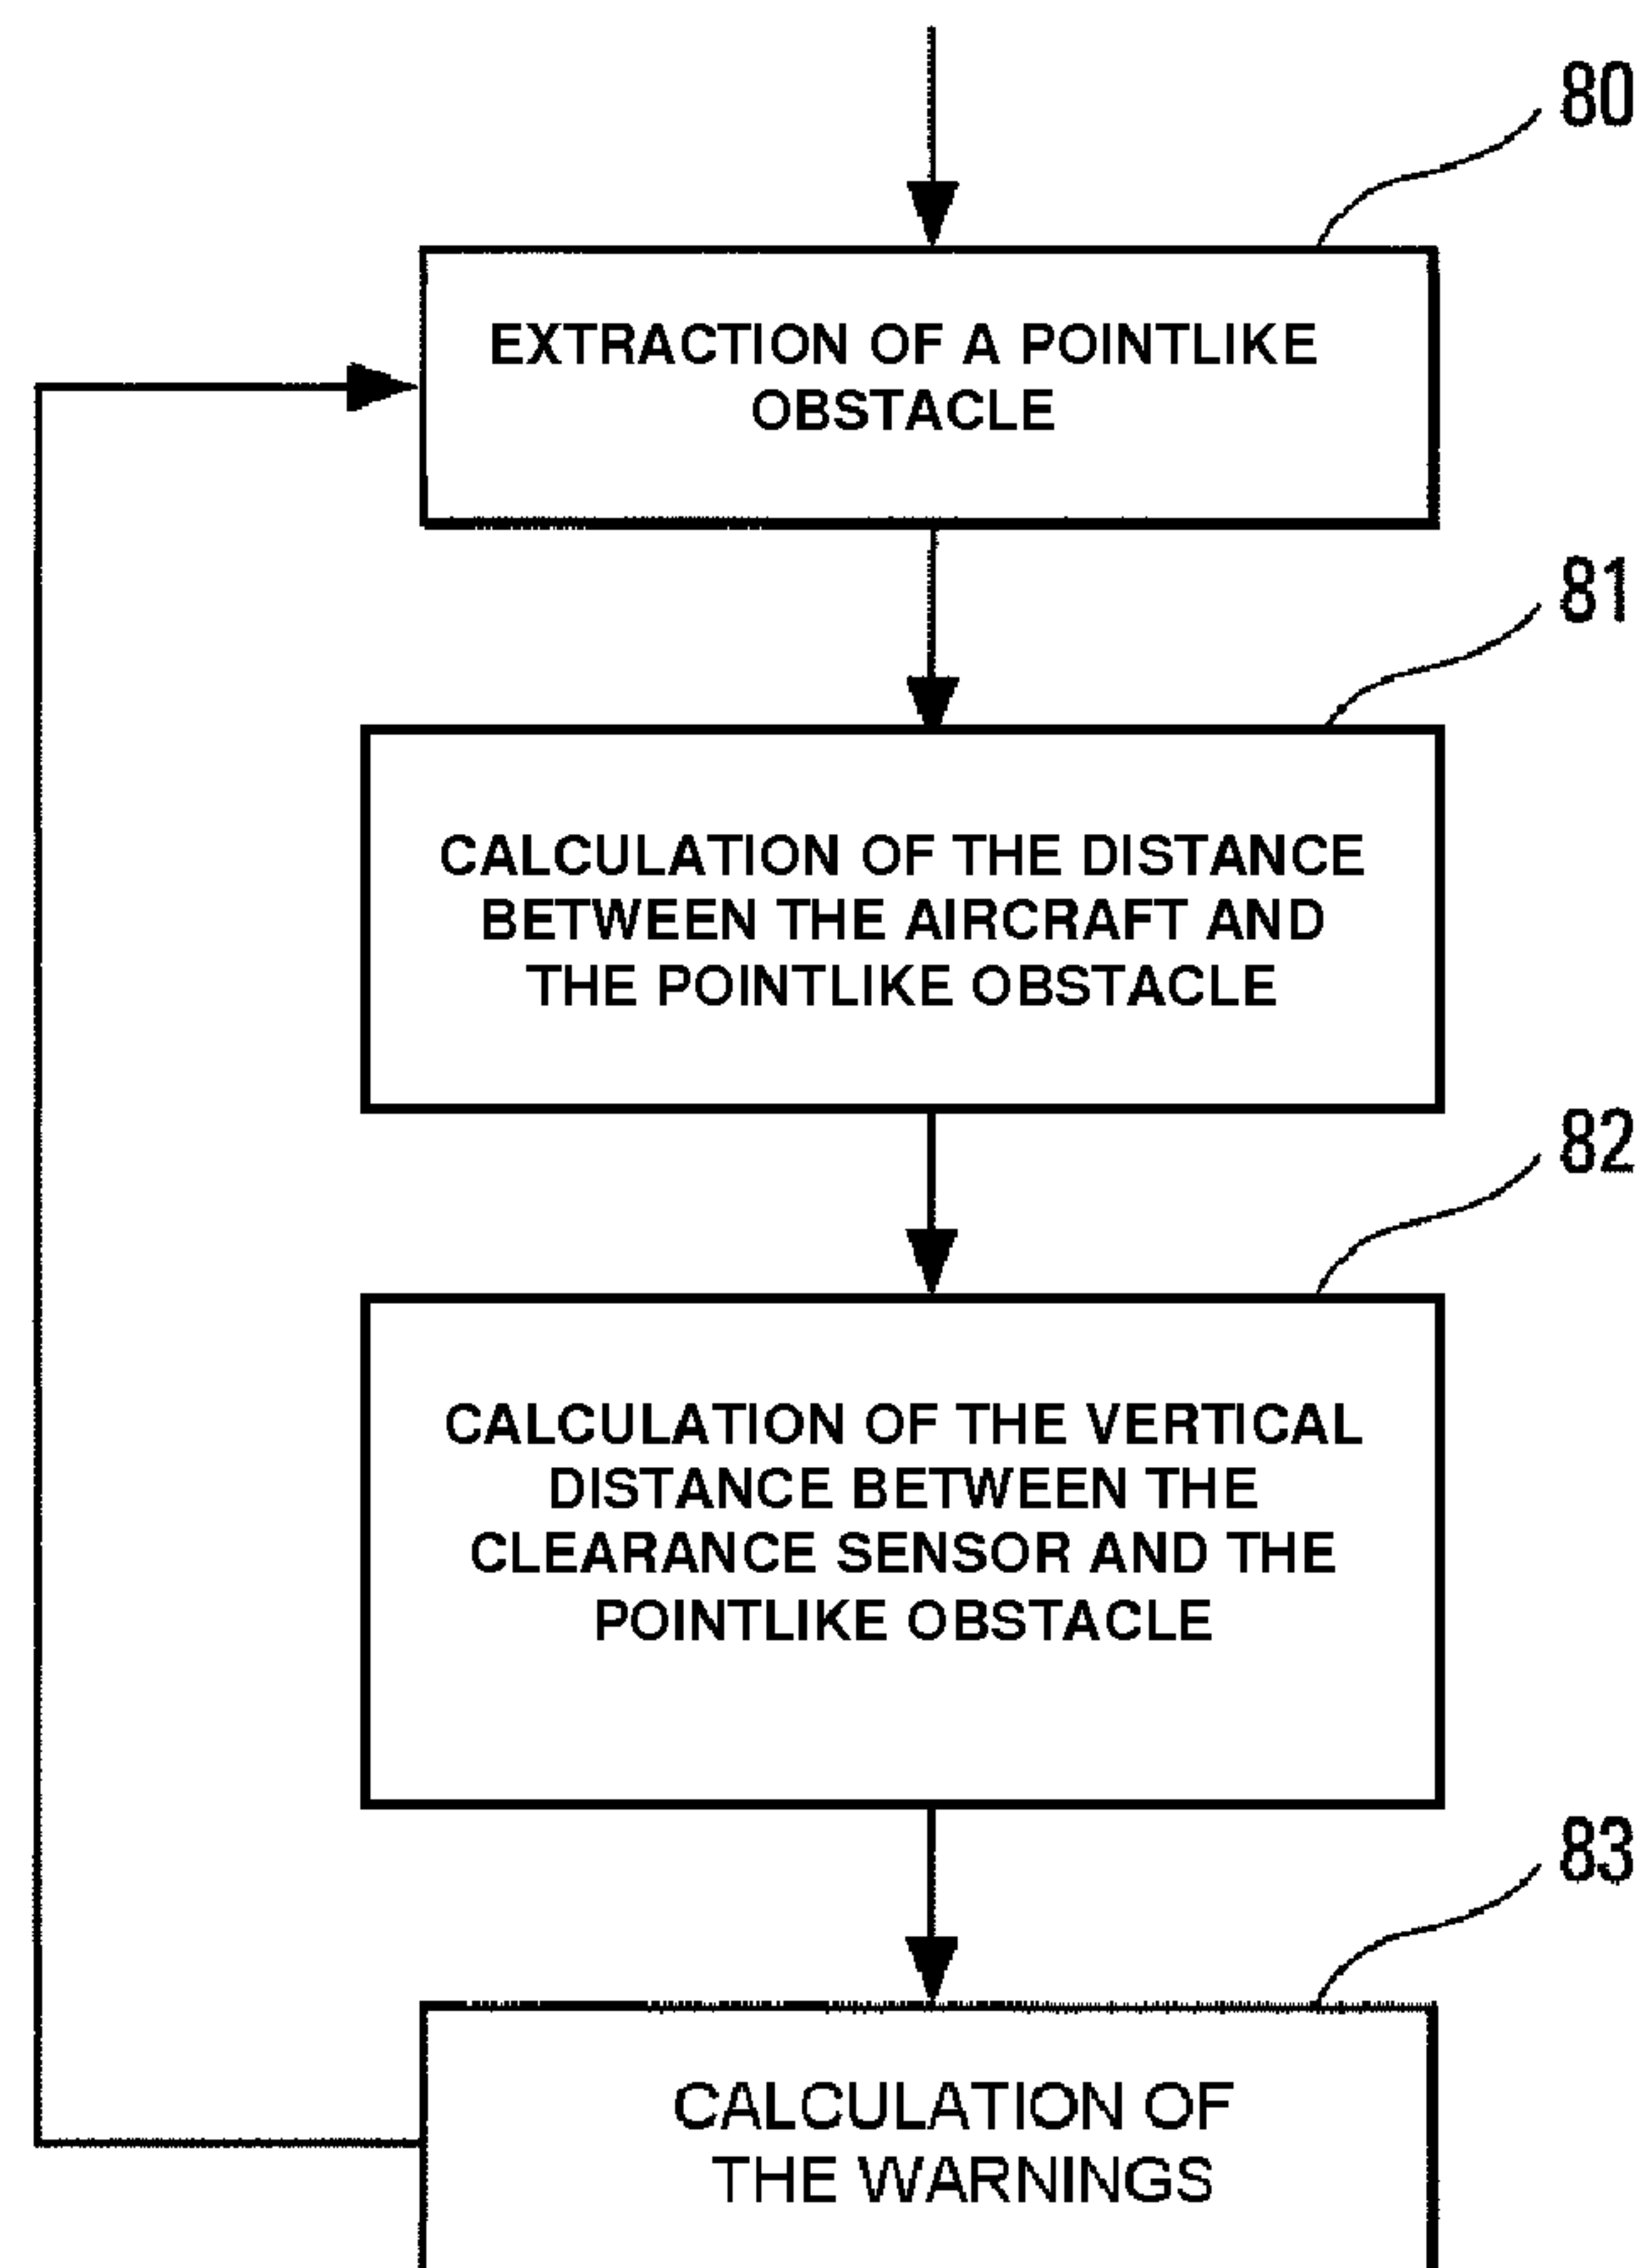 80
EXTRACTION OF A POINTLIKE
OBSTACLE
81
CALCULATION OF THE DISTANCE
BETWEEN THE AIRCRAFT AND
THE POINTLIKE OBSTACLE
82
CALCULATION OF THE VERTICAL
DISTANCE BETWEEN THE
CLEARANCE SENSOR AND THE
POINTLIKE OBSTACLE
83
CALCULATION OF
THE WARNINGS